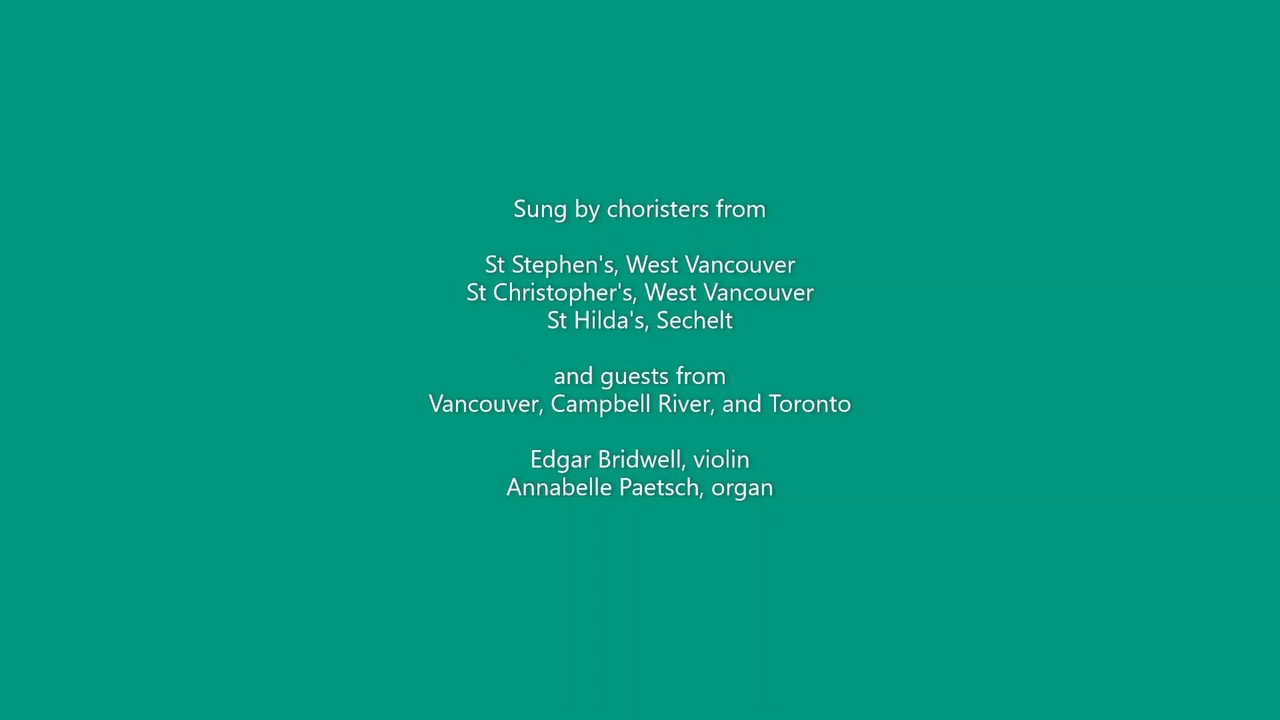 Sung by choristers from
St Stephen's, West Vancouver
St Christopher's, West Vancouver
St Hilda's, Sechelt
and guests from
Vancouver, Campbell River, and Toronto
Edgar Bridwell, violin
Annabelle Paetsch, organ